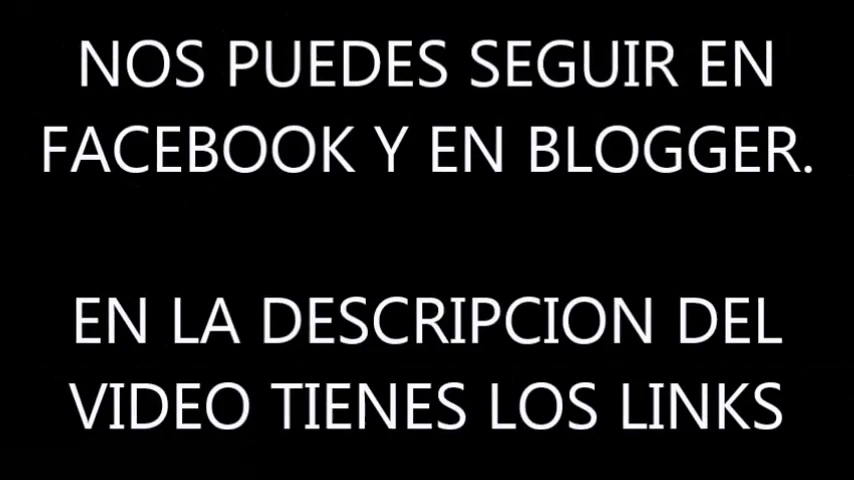 NOS PUEDES SEGUIR EN
FACEBOOK Y EN BLOGGER.
EN LA DESCRIPCION DEL
VIDEO TIENES LOS LINKS